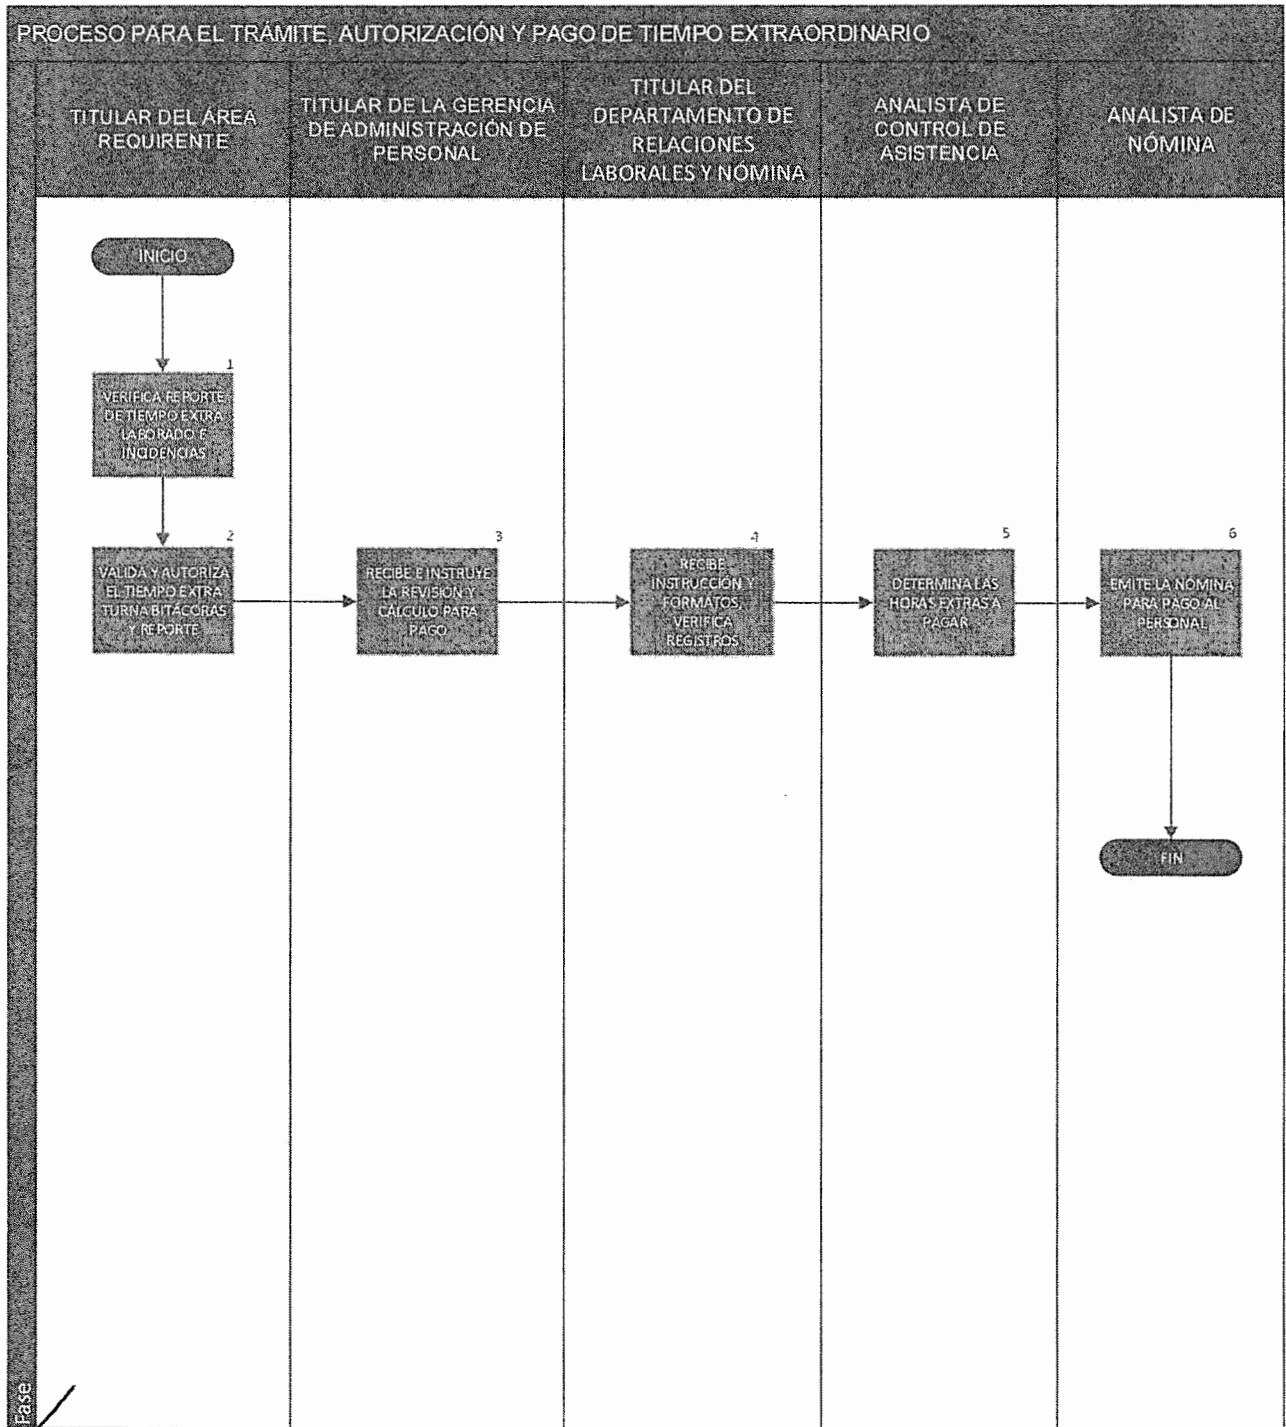 PROCESO PARA EL TRÁMITE, AUTORIZACIÓN Y PAGO DE TIEMPO EXTRAORDINARIO
TITULAR DEL ÁREA
REQUIRENTE
TITULAR DE LA GERENCIA
DE ADMINISTRACIÓN DE
PERSONAL
TITULAR DEL
DEPARTAMENTO DE
RELACIONES
LABORALES Y NÓMINA
ANALISTA DE
CONTROL DE
ASISTENCIA
ANALISTA DE
NÓMINA
INICIO
1
VERIFICA REPORTE
DE TIEMPO EXTRA
LABORADO E
INCIDENCIAS
2
VALIDA Y AUTORIZA
EL TIEMPO EXTRA
TURNA BITÁCORAS
Y REPORTE
3
RECIBE E INSTRUYE
LA REVISIÓN Y
CÁLCULO PARA
PAGO
4
RECIBE
INSTRUCCIÓN Y
FORMATOS,
VERIFICA
REGISTROS
5
DETERMINA LAS
HORAS EXTRAS A
PAGAR
6
EMITE LA NÓMINA
PARA PAGO AL
PERSONAL
FIN
Fase